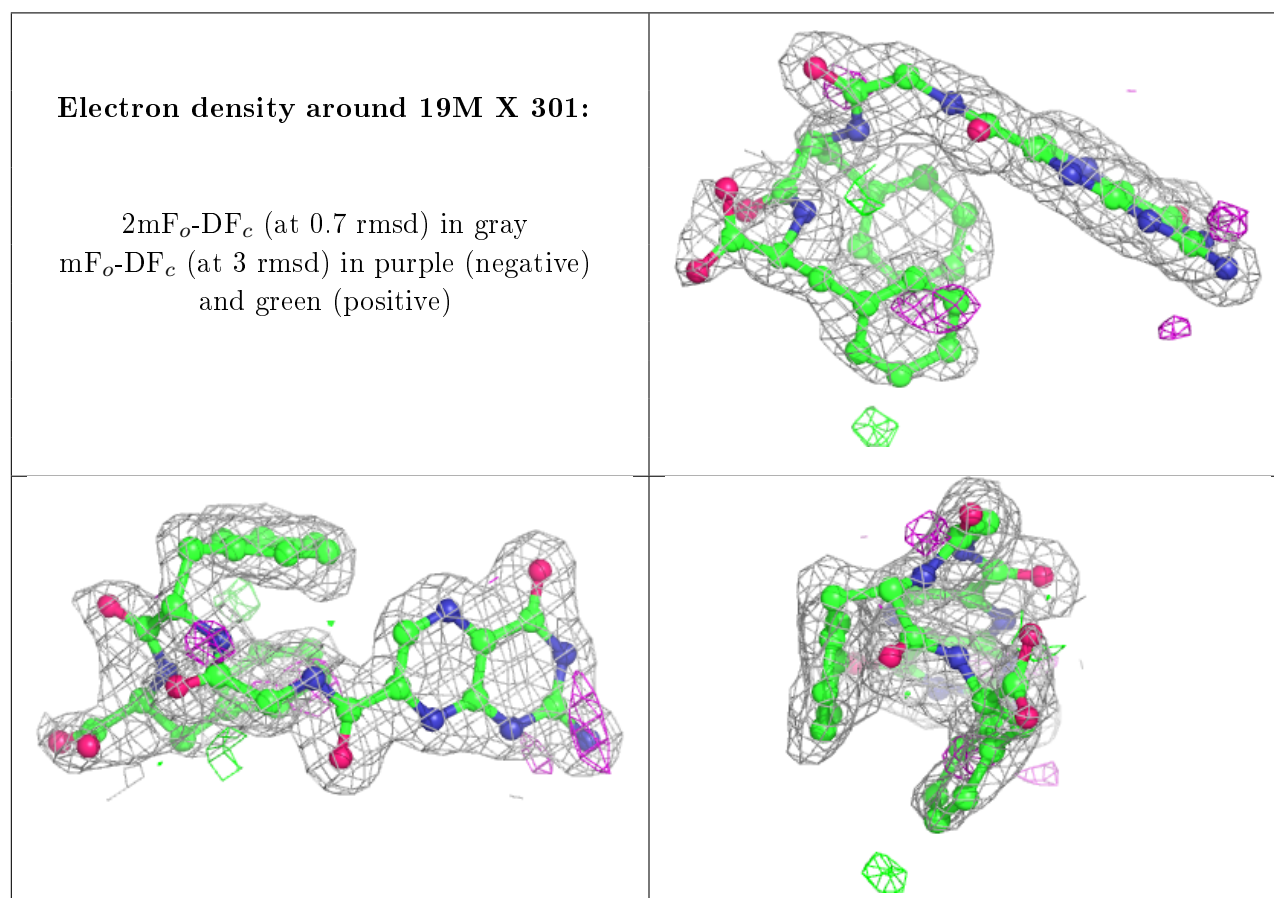 Electron density around 19M X 301:
2mFo-DFc (at 0.7 rmsd) in gray
mFo-DFc (at 3 rmsd) in purple (negative)
and green (positive)